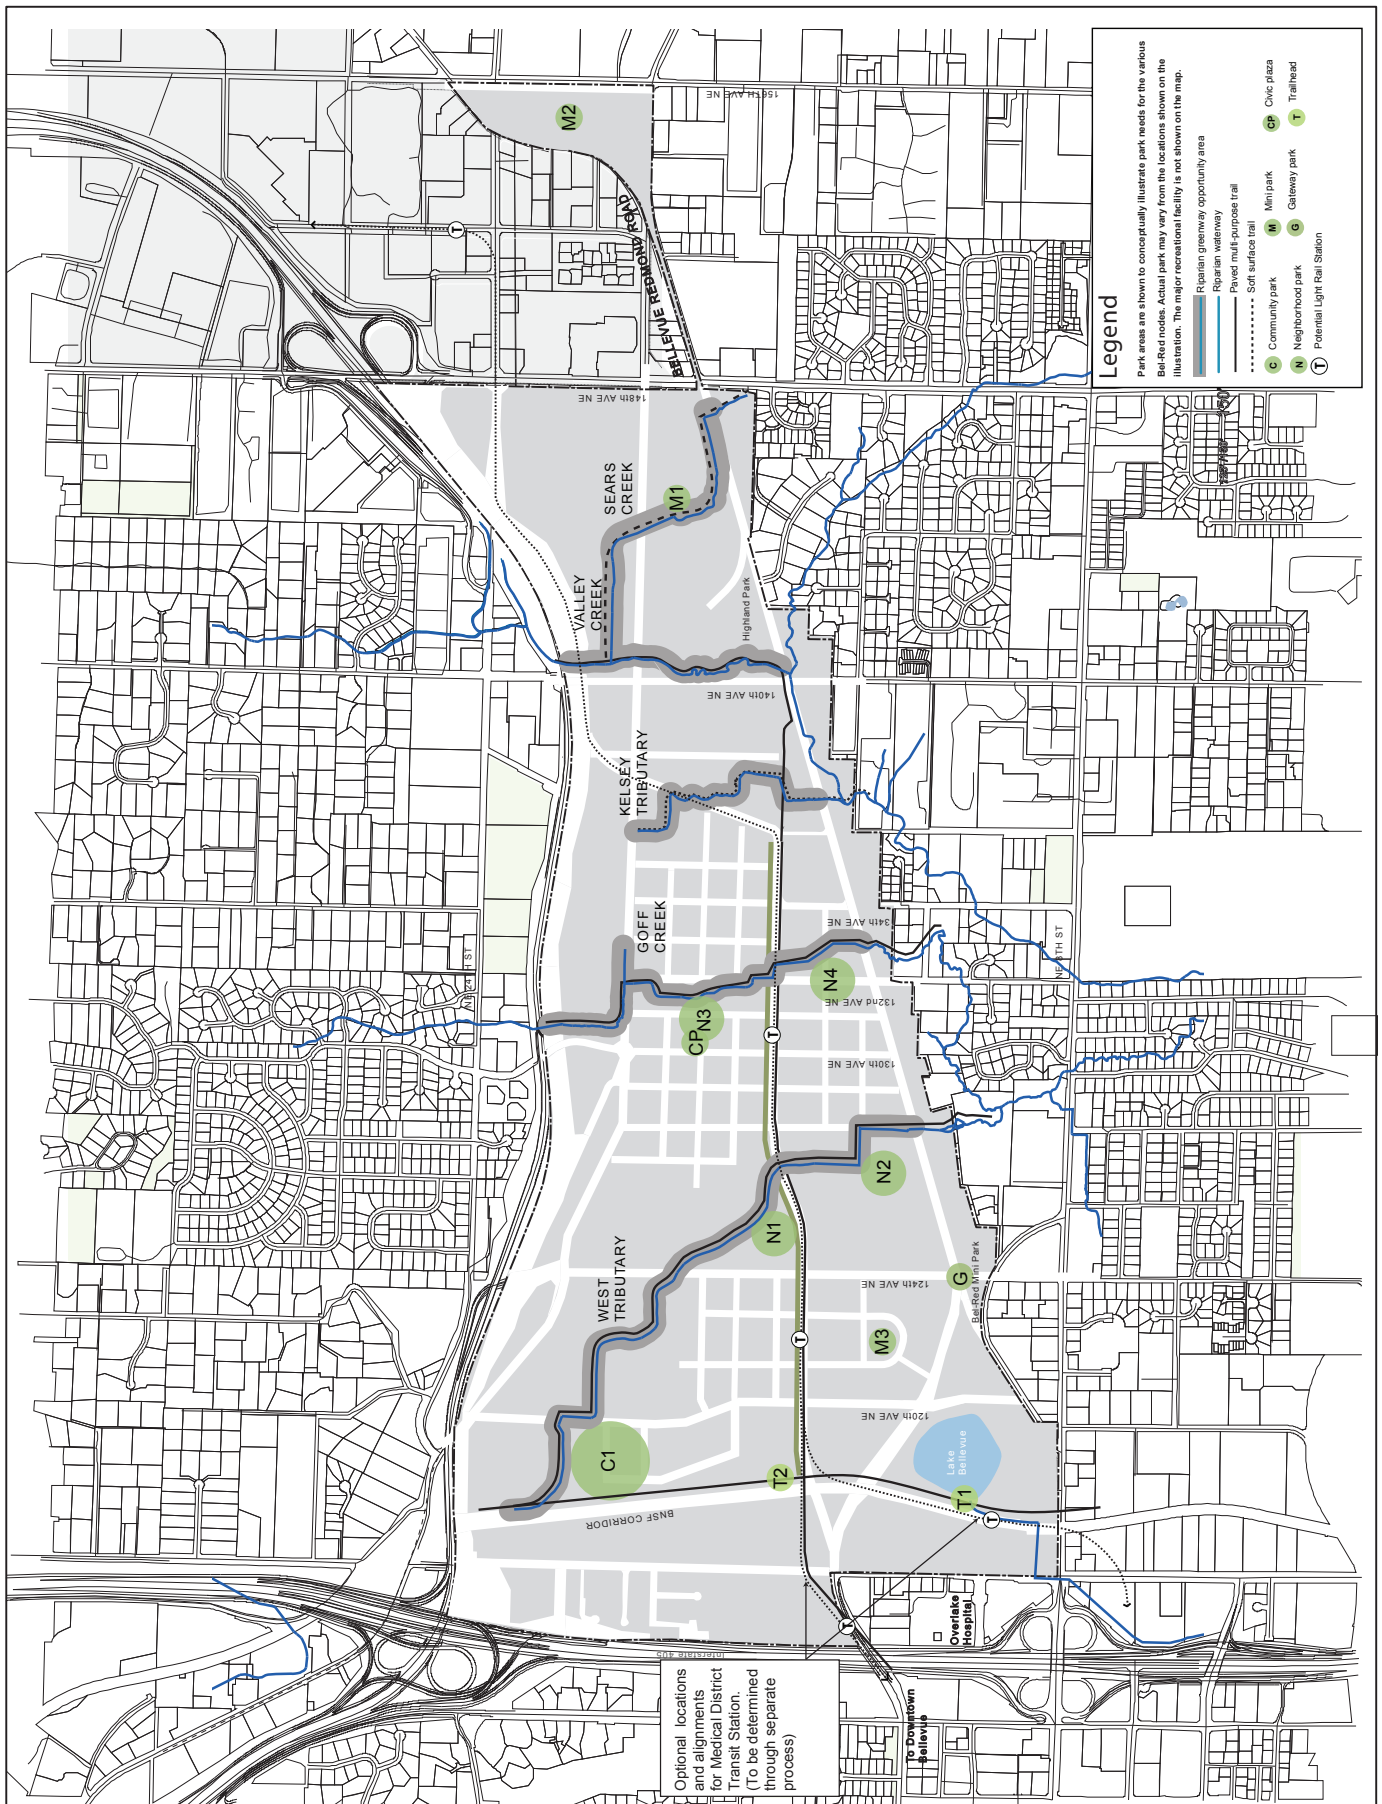 Legend
Park areas are shown to conceptually illustrate park needs for the various
Bel-Red nodes. Actual park may vary from the locations shown on the
illustration. The major recreational facility is not shown on the map.
Riparian greenway opportunity area
Riparian waterway
Paved multi-purpose trail
Soft surface trail
C Community park
M Mini park
CP Civic plaza
N Neighborhood park
G Gateway park
T Trailhead
T Potential Light Rail Station
M2
156TH AVE NE
T
BELLEVUE REDMOND ROAD
148th AVE NE
SEARS
CREEK
M1
VALLEY
CREEK
Highland Park
140th AVE NE
KELSEY
TRIBUTARY
GOFF
CREEK
34th AVE NE
NE 24TH ST
NE 8TH ST
N4
132nd AVE NE
CP
N3
T
130th AVE NE
N2
N1
WEST
TRIBUTARY
124th AVE NE
G
Bel-Red Mini Park
T
M3
120th AVE NE
C1
T2
Lake
Bellevue
T1
T
BNSF CORRIDOR
T
Overlake
Hospital
Interstate 405
Optional locations
and alignments
for Medical District
Transit Station.
(To be determined
through separate
process)
To Downtown
Bellevue